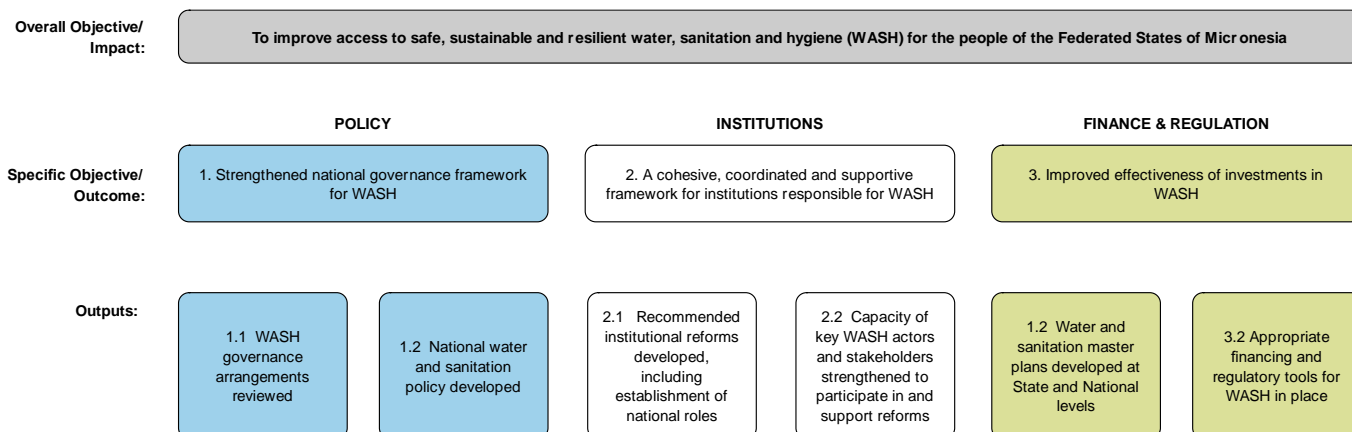 Overall Objective/
Impact:
To improve access to safe, sustainable and resilient water, sanitation and hygiene (WASH) for the people of the Federated States of Micronesia
POLICY
INSTITUTIONS
FINANCE & REGULATION
Specific Objective/
Outcome:
1. Strengthened national governance framework
for WASH
2. A cohesive, coordinated and supportive
framework for institutions responsible for WASH
3. Improved effectiveness of investments in
WASH
Outputs:
1.1 WASH
governance
arrangements
reviewed
1.2 National water
and sanitation
policy developed
2.1 Recommended
institutional reforms
developed,
including
establishment of
national roles
2.2 Capacity of
key WASH actors
and stakeholders
strengthened to
participate in and
support reforms
1.2 Water and
sanitation master
plans developed at
State and National
levels
3.2 Appropriate
financing and
regulatory tools for
WASH in place